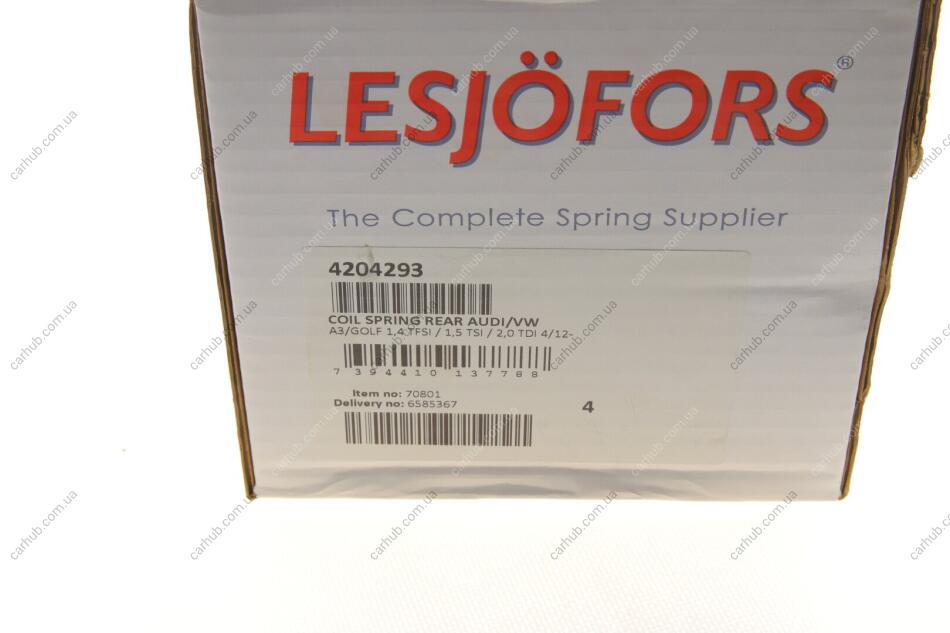 LESJÖFORS®
The Complete Spring Supplier
4204293
COIL SPRING REAR AUDI/VW
A3/GOLF 1,4 TFSI / 1,5 TSI / 2,0 TDI 4/12-
7 394410 137788
Item no: 70801
Delivery no: 6585367
4
carhub.com.ua